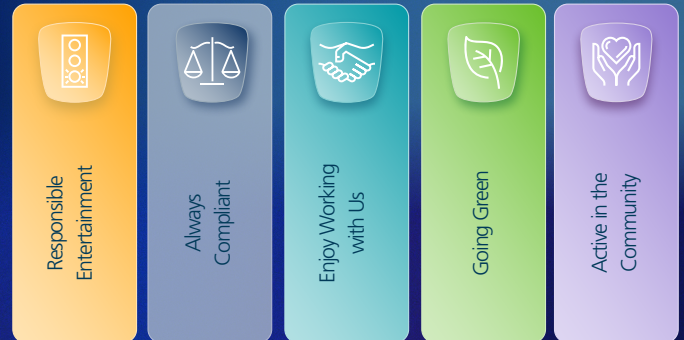 Responsible
Entertainment
Always
Compliant
Enjoy Working
with Us
Going Green
Active in the
Community